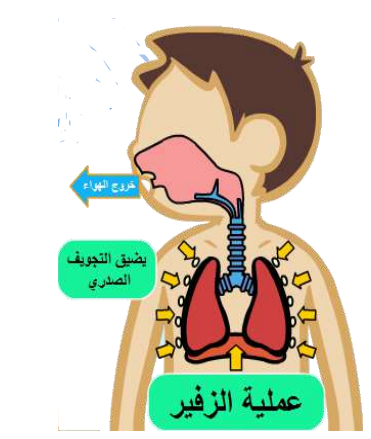 خروج الهواء
يضيق التجويف
الصدري
عملية الزفير